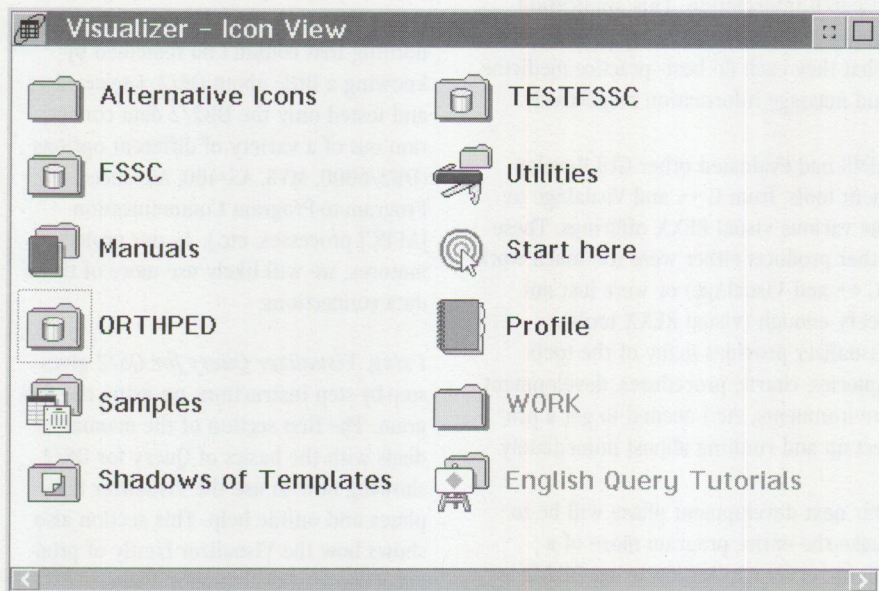 Visualizer – Icon View
Alternative Icons
TESTFSSC
FSSC
Utilities
Manuals
Start here
ORTHPED
Profile
Samples
WORK
Shadows of Templates
English Query Tutorials